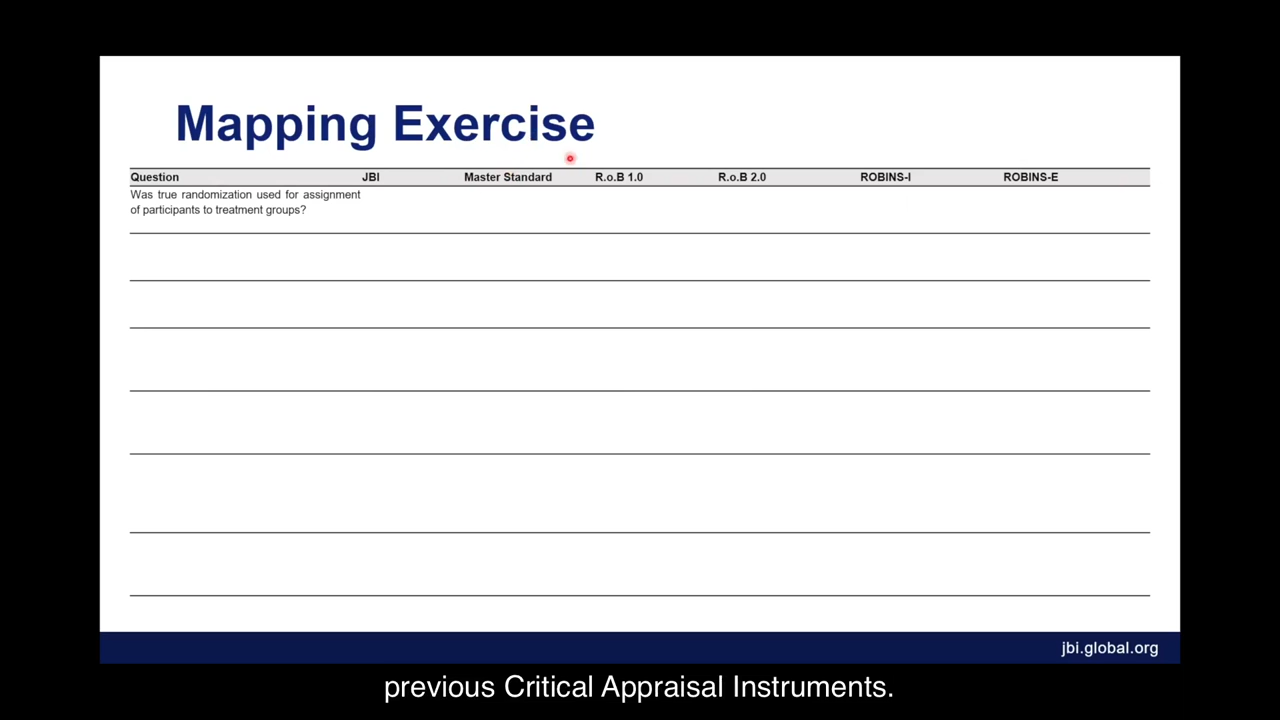 Mapping Exercise
Question JBI Master Standard R.o.B 1.0 R.o.B 2.0 ROBINS-I ROBINS-E
Was true randomization used for assignment
of participants to treatment groups?
jbi.global.org
previous Critical Appraisal Instruments.